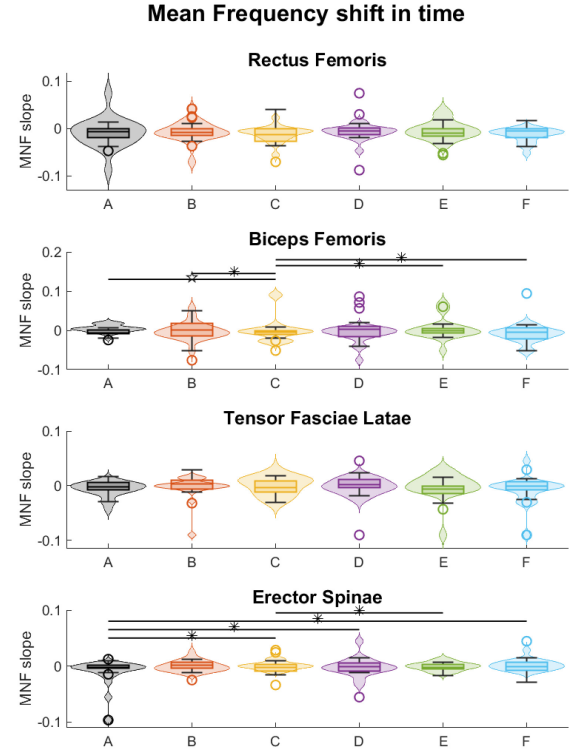 Mean Frequency shift in time
Rectus Femoris
MNF slope
0.1
0
-0.1
A B C D E F
Biceps Femoris
MNF slope
0.2
0.1
0
-0.1
A B C D E F
Tensor Fasciae Latae
MNF slope
0.1
0
-0.1
A B C D E F
Erector Spinae
MNF slope
0.1
0
-0.1
A B C D E F